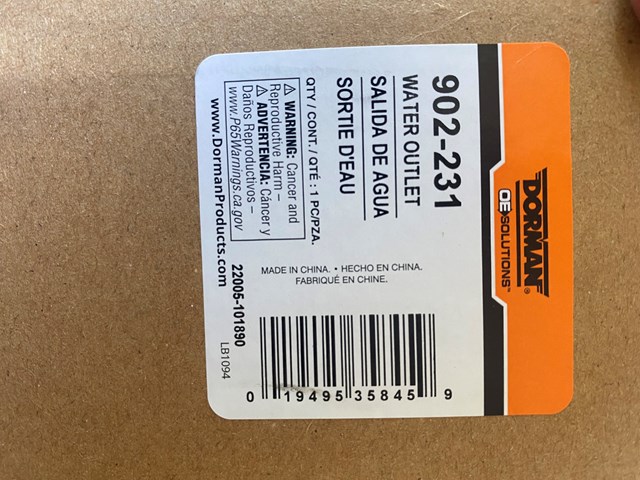 DORMAN®
OE SOLUTIONS™
902-231
WATER OUTLET
SALIDA DE AGUA
SORTIE D'EAU
QTY / CONT. / QTÉ : 1 PC/PZA.
⚠ WARNING: Cancer and
Reproductive Harm –
⚠ ADVERTENCIA: Cáncer y
Daños Reproductivos –
www.P65Warnings.ca.gov
www.DormanProducts.com
MADE IN CHINA. • HECHO EN CHINA.
FABRIQUÉ EN CHINE.
0 19495 35845 9
22005-101890
LB1094